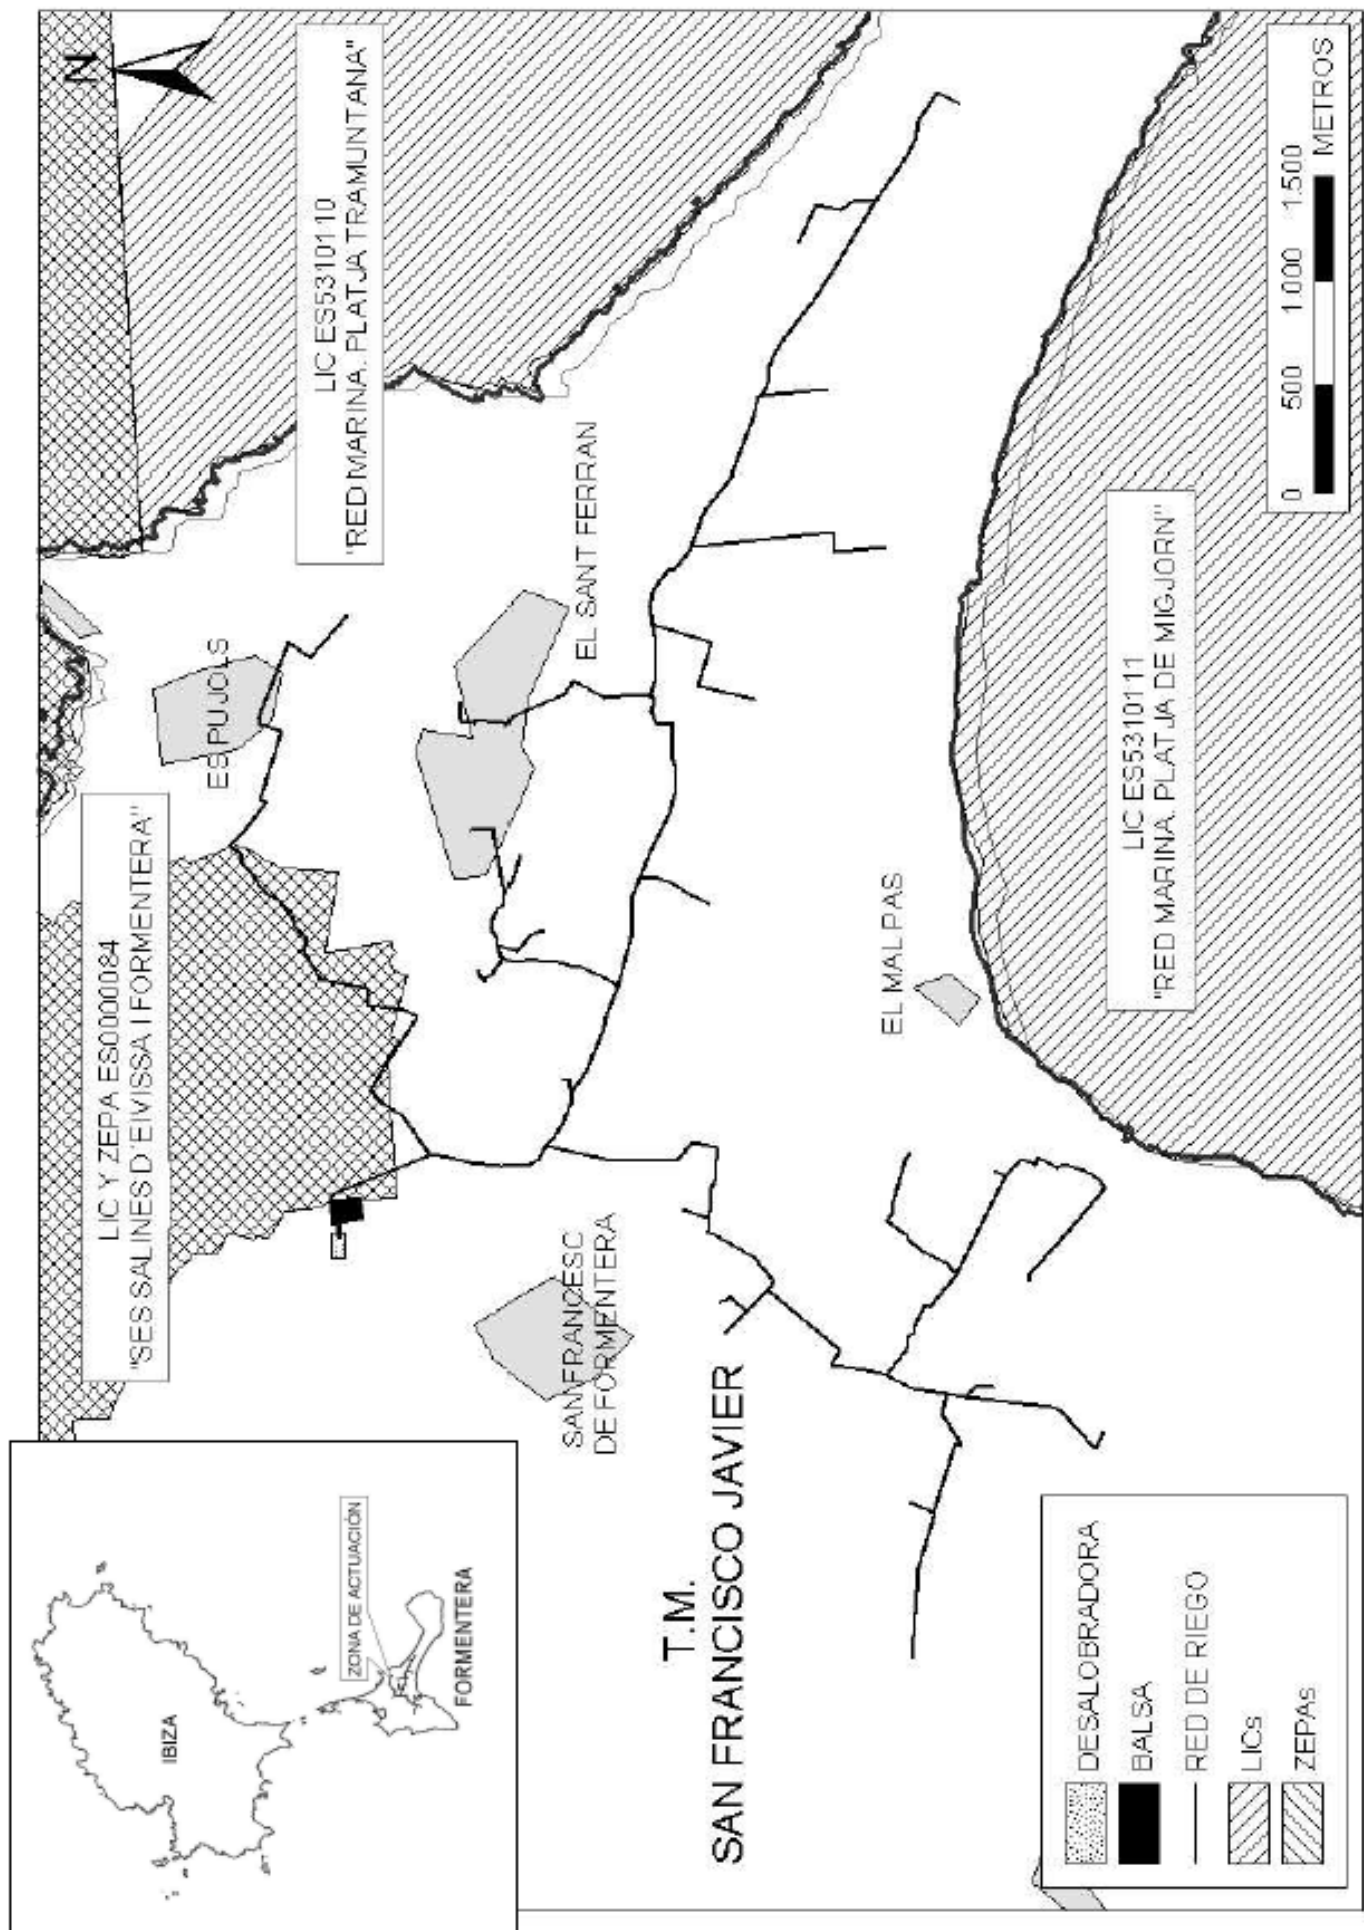 IBIZA
ZONA DE ACTUACIÓN
FORMENTERA
N
LIC Y ZEPA ES0000084
"SES SALINES D'EIVISSA I FORMENTERA"
ES PUJOLS
LIC ES5310110
"RED MARINA. PLATJA TRAMUNTANA"
EL SANT FERRAN
SAN FRANCESC
DE FORMENTERA
T.M.
SAN FRANCISCO JAVIER
EL MAL PAS
LIC ES5310111
"RED MARINA. PLATJA DE MIGJORN"
DESALOBRADORA
BALSA
RED DE RIEGO
LICs
ZEPAs
0 500 1.000 1.500
METROS